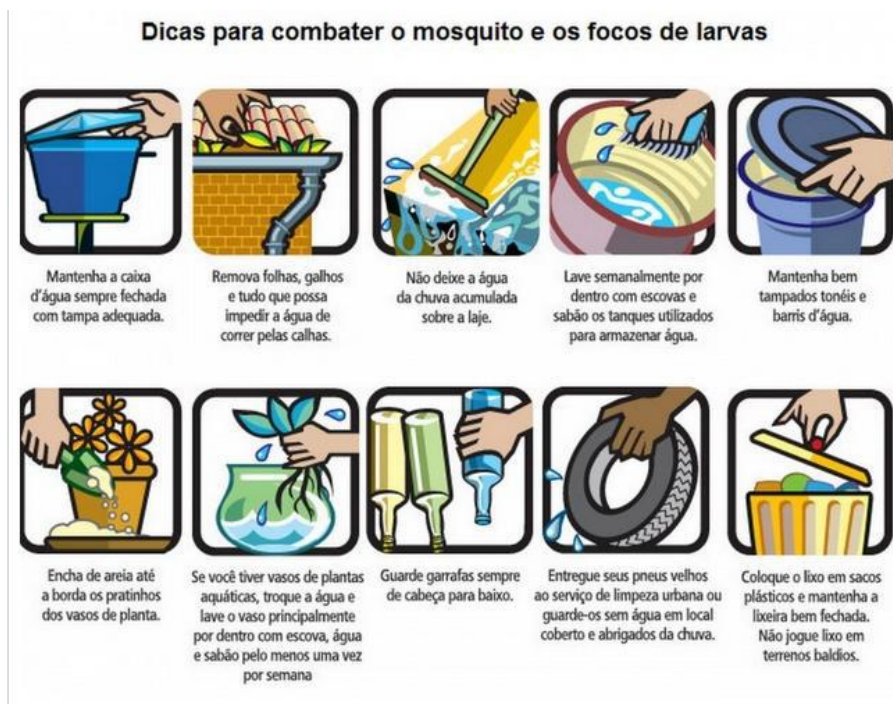 Dicas para combater o mosquito e os focos de larvas
Mantenha a caixa
d'água sempre fechada
com tampa adequada.
Remova folhas, galhos
e tudo que possa
impedir a água de
correr pelas calhas.
Não deixe a água
da chuva acumulada
sobre a laje.
Lave semanalmente por
dentro com escovas e
sabão os tanques utilizados
para armazenar água.
Mantenha bem
tampados tonéis e
barris d'água.
Encha de areia até
a borda os pratinhos
dos vasos de planta.
Se você tiver vasos de plantas
aquáticas, troque a água e
lave o vaso principalmente
por dentro com escova, água
e sabão pelo menos uma vez
por semana
Guarde garrafas sempre
de cabeça para baixo.
Entregue seus pneus velhos
ao serviço de limpeza urbana ou
guarde-os sem água em local
coberto e abrigados da chuva.
Coloque o lixo em sacos
plásticos e mantenha a
lixeira bem fechada.
Não jogue lixo em
terrenos baldios.